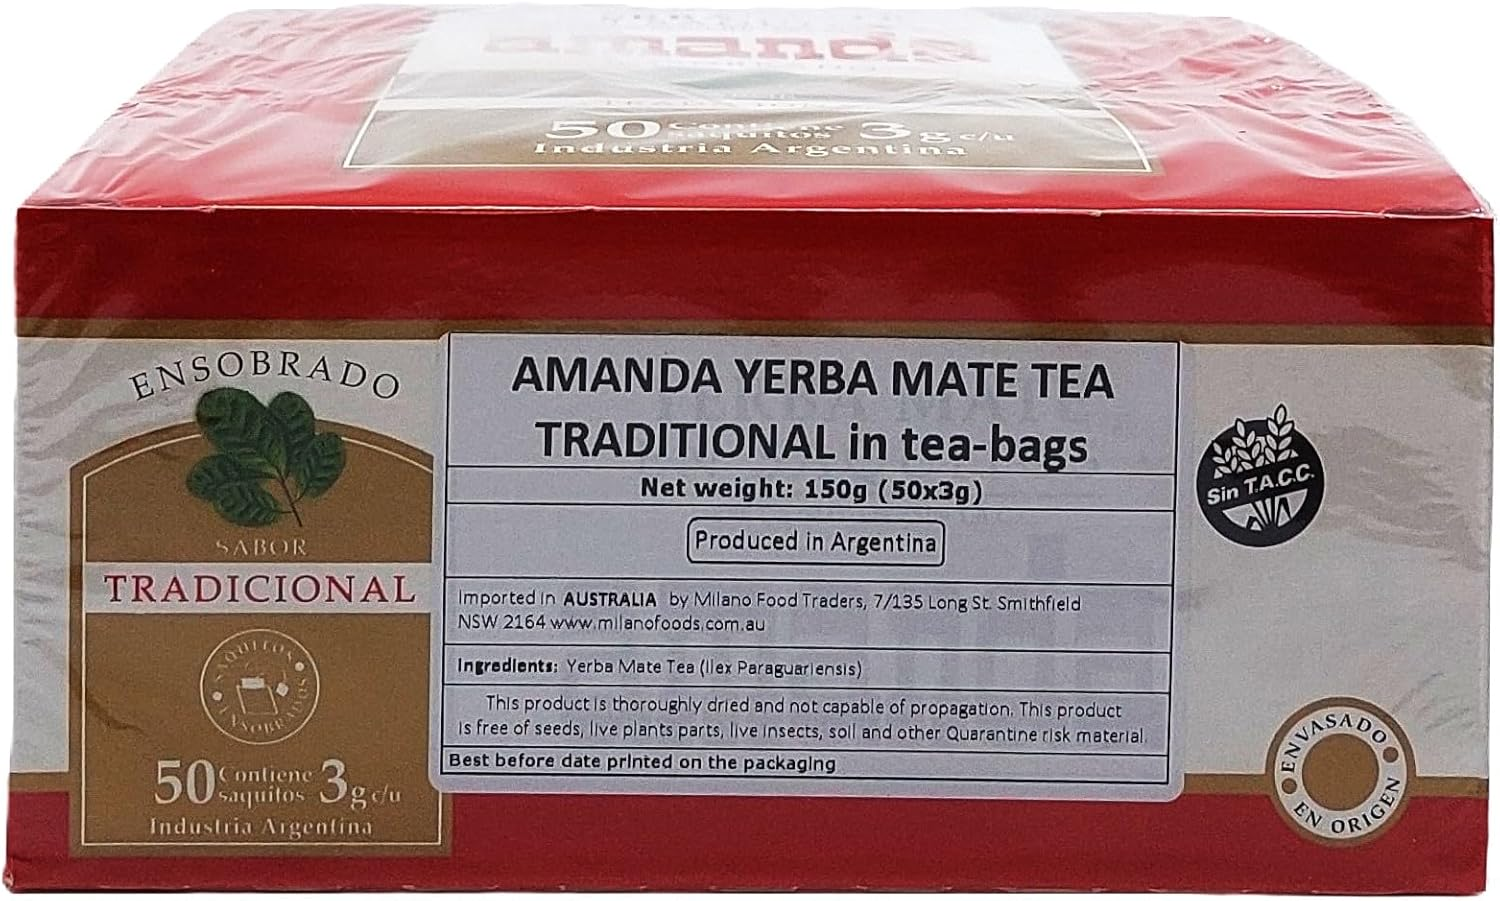 amanda
50 Contiene saquitos 3g c/u
Industria Argentina
ENSOBRADO
SABOR
TRADICIONAL
SAQUITOS
ENSOBRADOS
50 Contiene saquitos 3g c/u
Industria Argentina
AMANDA YERBA MATE TEA
TRADITIONAL in tea-bags
Net weight: 150g (50x3g)
Produced in Argentina
Imported in AUSTRALIA by Milano Food Traders, 7/135 Long St. Smithfield
NSW 2164 www.milanofoods.com.au
Ingredients: Yerba Mate Tea (Ilex Paraguariensis)
This product is thoroughly dried and not capable of propagation. This product
is free of seeds, live plants parts, live insects, soil and other Quarantine risk material.
Best before date printed on the packaging
Sin T.A.C.C.
ENVASADO
EN ORIGEN